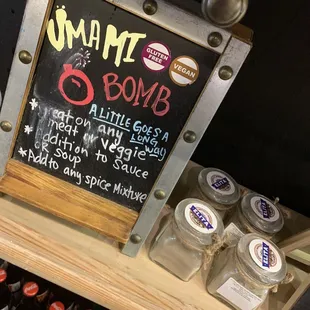 ÜMAMI
GLUTEN
FREE
VEGAN
BOMB
A LITTLE GOES A
LONG
WAY
* Treat on any
meat or veggie
* addition to Sauce
or Soup
* Add to any spice Mixture